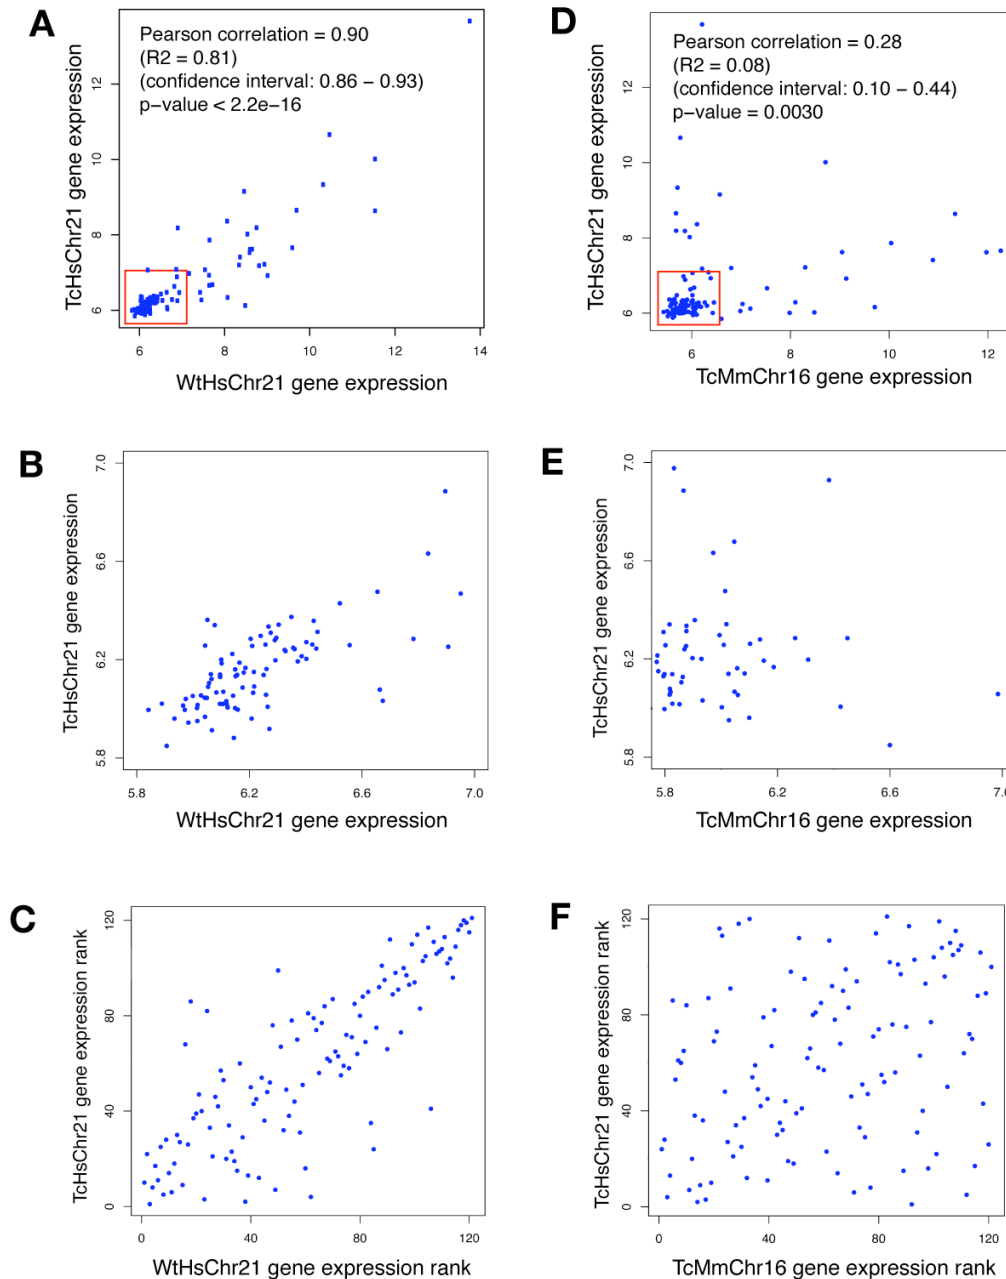 A
Pearson correlation = 0.90
(R2 = 0.81)
(confidence interval: 0.86 – 0.93)
p–value < 2.2e–16
TcHsChr21 gene expression
12
10
8
6
6 8 10 12 14
WtHsChr21 gene expression
D
Pearson correlation = 0.28
(R2 = 0.08)
(confidence interval: 0.10 – 0.44)
p–value = 0.0030
TcHsChr21 gene expression
12
10
8
6
6 8 10 12
TcMmChr16 gene expression
B
TcHsChr21 gene expression
7.0
6.6
6.2
5.8
5.8 6.2 6.6 7.0
WtHsChr21 gene expression
E
TcHsChr21 gene expression
7.0
6.6
6.2
5.8
5.8 6.2 6.6
TcMmChr16 gene expression
C
TcHsChr21 gene expression rank
120
80
40
0
0 40 80 120
WtHsChr21 gene expression rank
F
TcHsChr21 gene expression rank
120
80
40
0
0 40 80 120
TcMmChr16 gene expression rank